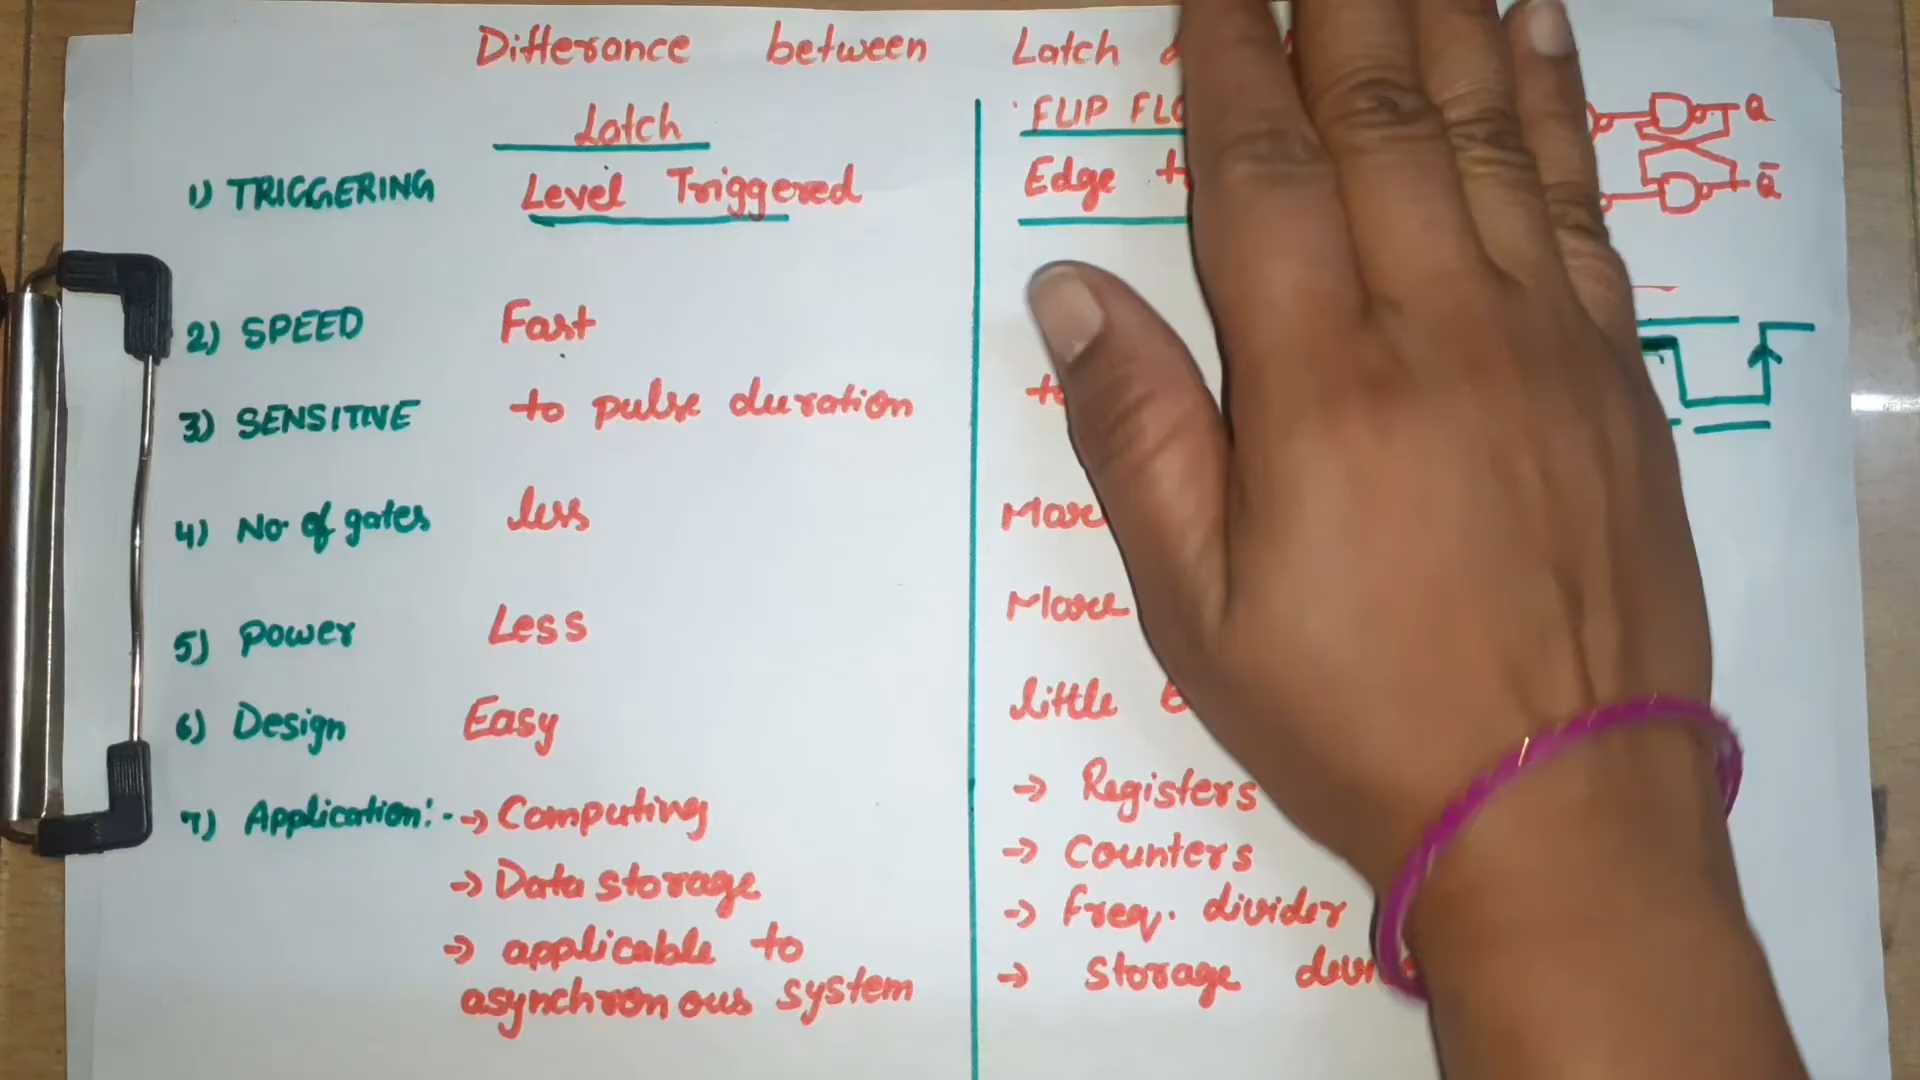 Differance between Latch
Latch
FLIP
1) TRIGGERING Level Triggered Edge
2) SPEED Fast
3) SENSITIVE to pulse duration to
4) No. of gates less More
5) Power Less More
6) Design Easy little
7) Application:- → Computing → Registers
→ Data storage → Counters
→ applicable to → Freq. divider
asynchronous system → Storage
Q
Q̅